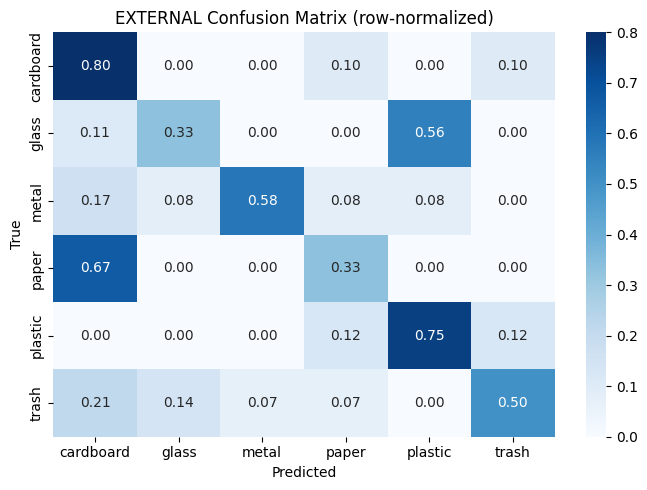 EXTERNAL Confusion Matrix (row-normalized)
cardboard 0.80 0.00 0.00 0.10 0.00 0.10
glass 0.11 0.33 0.00 0.00 0.56 0.00
metal 0.17 0.08 0.58 0.08 0.08 0.00
paper 0.67 0.00 0.00 0.33 0.00 0.00
plastic 0.00 0.00 0.00 0.12 0.75 0.12
trash 0.21 0.14 0.07 0.07 0.00 0.50
True
cardboard glass metal paper plastic trash
Predicted
0.8
0.7
0.6
0.5
0.4
0.3
0.2
0.1
0.0